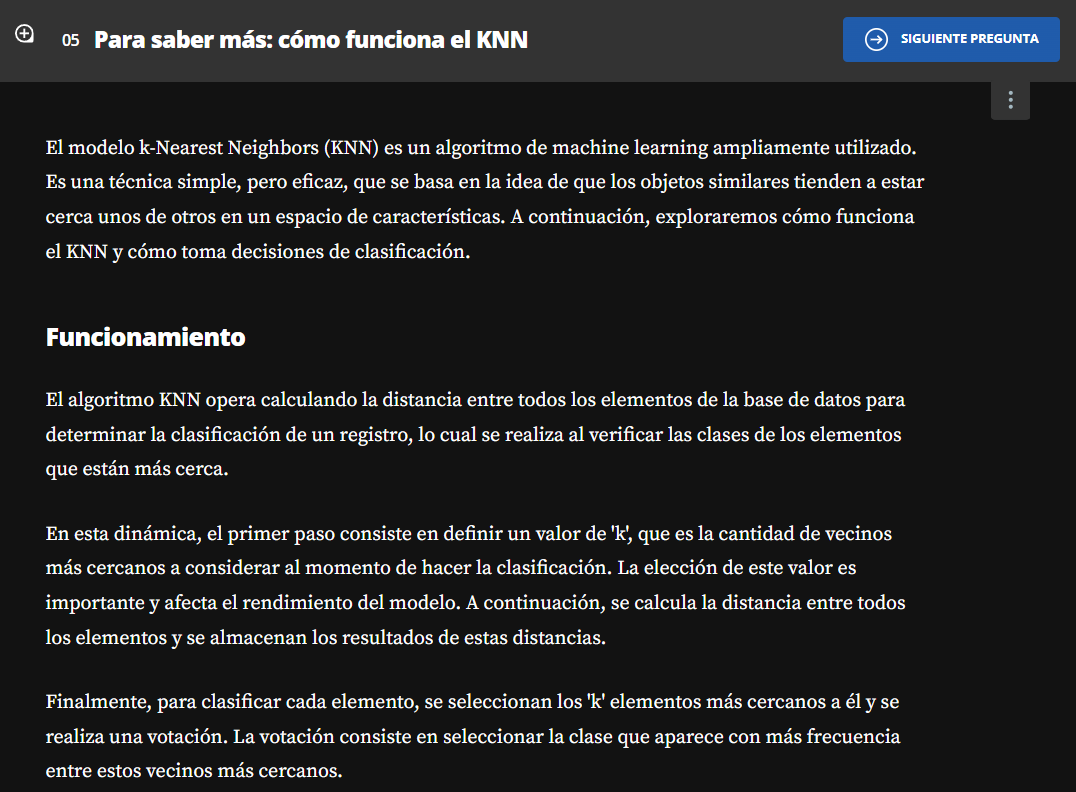 05 Para saber más: cómo funciona el KNN
SIGUIENTE PREGUNTA
El modelo k-Nearest Neighbors (KNN) es un algoritmo de machine learning ampliamente utilizado.
Es una técnica simple, pero eficaz, que se basa en la idea de que los objetos similares tienden a estar
cerca unos de otros en un espacio de características. A continuación, exploraremos cómo funciona
el KNN y cómo toma decisiones de clasificación.
Funcionamiento
El algoritmo KNN opera calculando la distancia entre todos los elementos de la base de datos para
determinar la clasificación de un registro, lo cual se realiza al verificar las clases de los elementos
que están más cerca.
En esta dinámica, el primer paso consiste en definir un valor de 'k', que es la cantidad de vecinos
más cercanos a considerar al momento de hacer la clasificación. La elección de este valor es
importante y afecta el rendimiento del modelo. A continuación, se calcula la distancia entre todos
los elementos y se almacenan los resultados de estas distancias.
Finalmente, para clasificar cada elemento, se seleccionan los 'k' elementos más cercanos a él y se
realiza una votación. La votación consiste en seleccionar la clase que aparece con más frecuencia
entre estos vecinos más cercanos.